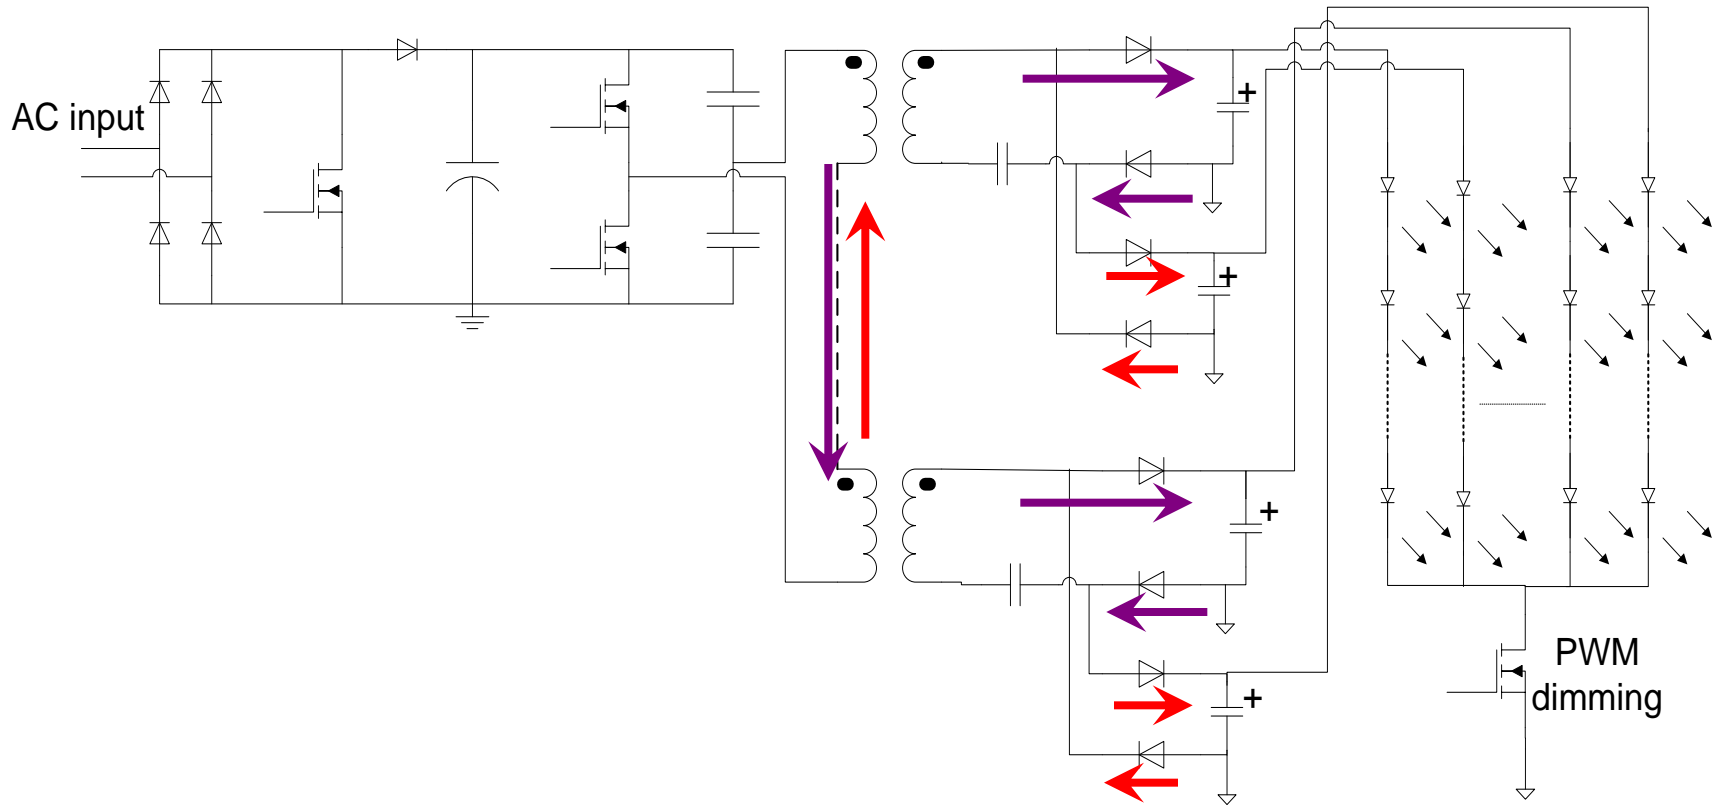 AC input
+
+
+
+
PWM
dimming